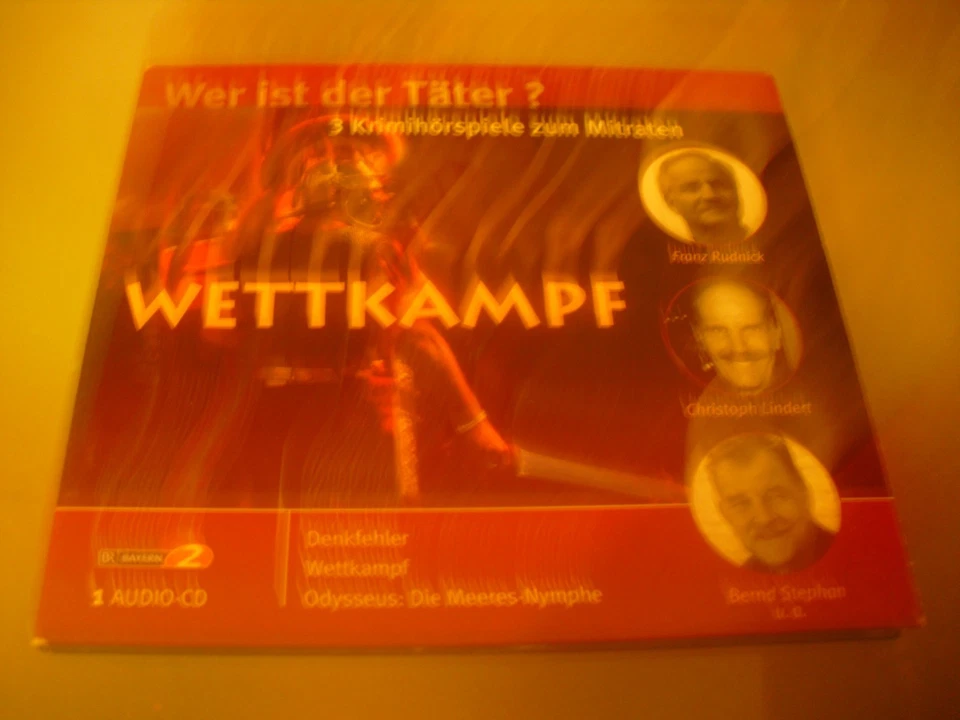 Wer ist der Täter ?
3 Krimihörspiele zum Mitraten
Franz Rudnick
WETTKAMPF
Christoph Lindert
Denkfehler
Wettkampf
Odysseus: Die Meeres-Nymphe
BR BAYERN 2
1 AUDIO-CD
Bernd Stephan
u. a.